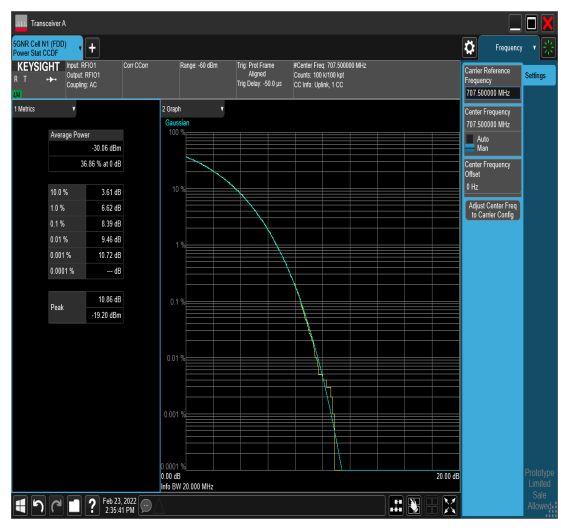 Transceiver A
5GNR Cell N1 (FDD)
Power Stat CCDF
Frequency
KEYSIGHT
R T
LXI
Input: RFIO1
Output: RFIO1
Coupling: AC
Corr CCorr
Range: -60 dBm
Trig: Prot Frame
Aligned
Trig Delay: -50.0 µs
#Center Freq: 707.500000 MHz
Counts: 100 k/100 kpt
CC Info: Uplink, 1 CC
1 Metrics
Average Power
-30.06 dBm
36.86 % at 0 dB
10.0 % 3.61 dB
1.0 % 6.62 dB
0.1 % 8.39 dB
0.01 % 9.46 dB
0.001 % 10.72 dB
0.0001 % --- dB
Peak
10.86 dB
-19.20 dBm
2 Graph
Gaussian
100 %
10 %
1 %
0.1 %
0.01 %
0.001 %
0.0001 %
0.00 dB
20.00 dB
Info BW 20.000 MHz
Carrier Reference
Frequency
707.500000 MHz
Center Frequency
707.500000 MHz
Auto
Man
Center Frequency
Offset
0 Hz
Adjust Center Freq
to Carrier Config
Settings
Prototype
Limited
Sale
Allowed
?
Feb 23, 2022
2:35:41 PM